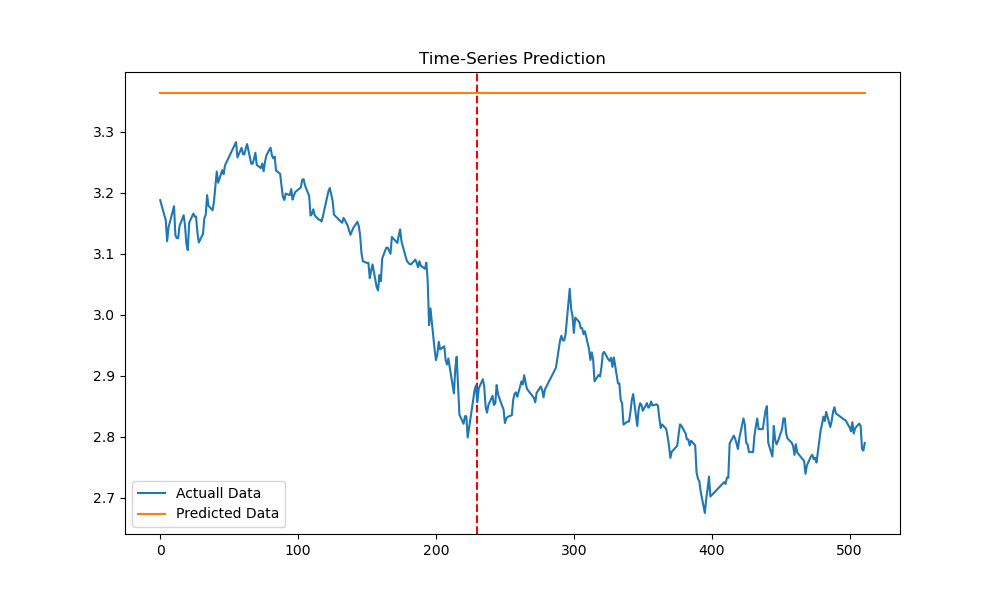 Time-Series Prediction
3.3
3.2
3.1
3.0
2.9
2.8
2.7
Actuall Data
Predicted Data
0 100 200 300 400 500